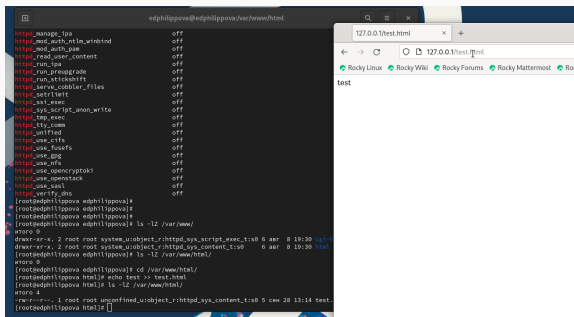 edphilippova@edphilippova:/var/www/html
httpd_manage_ipa off
httpd_mod_auth_ntlm_winbind off
httpd_mod_auth_pam off
httpd_read_user_content off
httpd_run_ipa off
httpd_run_preupgrade off
httpd_run_stickshift off
httpd_serve_cobbler_files off
httpd_setrlimit off
httpd_ssi_exec off
httpd_sys_script_anon_write off
httpd_tmp_exec off
httpd_tty_comm off
httpd_unified off
httpd_use_cifs off
httpd_use_fusefs off
httpd_use_gpg off
httpd_use_nfs off
httpd_use_opencryptoki off
httpd_use_openstack off
httpd_use_sasl off
httpd_verify_dns off
[root@edphilippova edphilippova]#
[root@edphilippova edphilippova]#
[root@edphilippova edphilippova]#
[root@edphilippova edphilippova]# ls -lZ /var/www/
итого 0
drwxr-xr-x. 2 root root system_u:object_r:httpd_sys_script_exec_t:s0 6 авг 8 19:30 cgi-b
drwxr-xr-x. 2 root root system_u:object_r:httpd_sys_content_t:s0 6 авг 8 19:30 html
[root@edphilippova edphilippova]# ls -lZ /var/www/html/
итого 0
[root@edphilippova edphilippova]# cd /var/www/html/
[root@edphilippova html]# echo test >> test.html
[root@edphilippova html]# ls -lZ /var/www/html/
итого 4
-rw-r--r--. 1 root root unconfined_u:object_r:httpd_sys_content_t:s0 5 сен 28 13:14 test.
[root@edphilippova html]#
127.0.0.1/test.html
127.0.0.1/test.html
Rocky Linux Rocky Wiki Rocky Forums Rocky Mattermost Ro
test